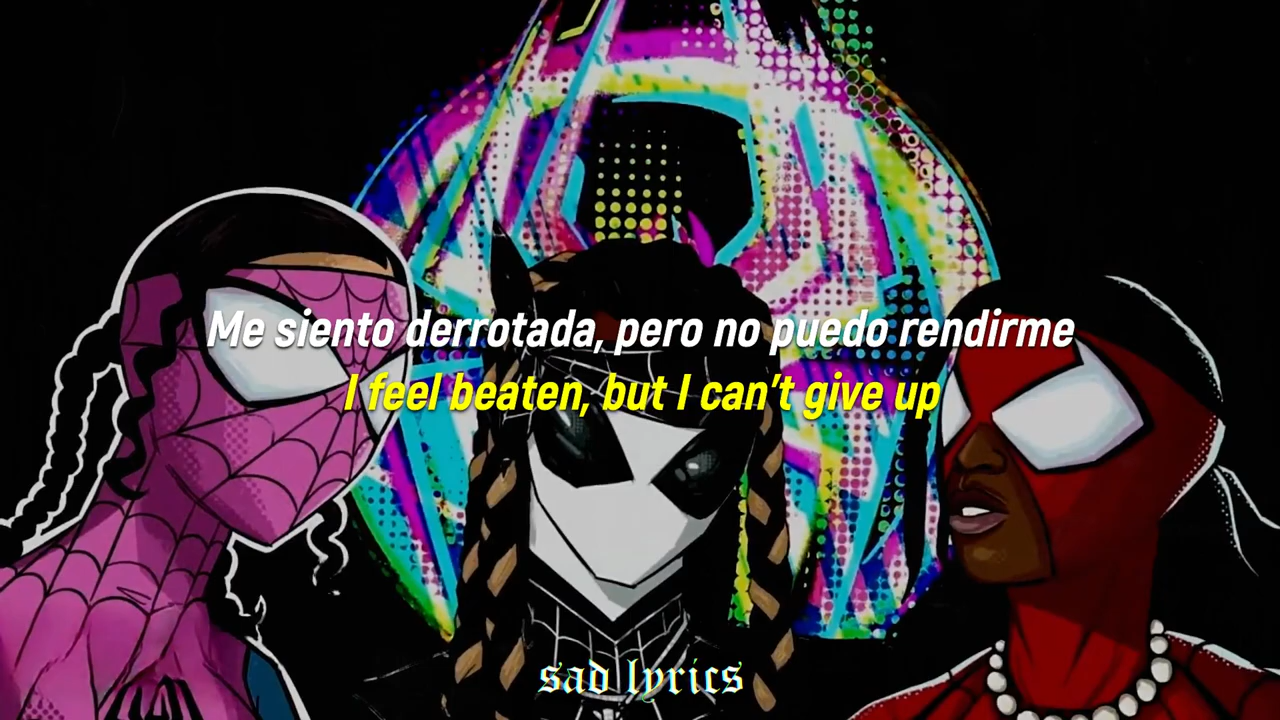 Me siento derrotada, pero no puedo rendirme
I feel beaten, but I can't give up
sad lyrics